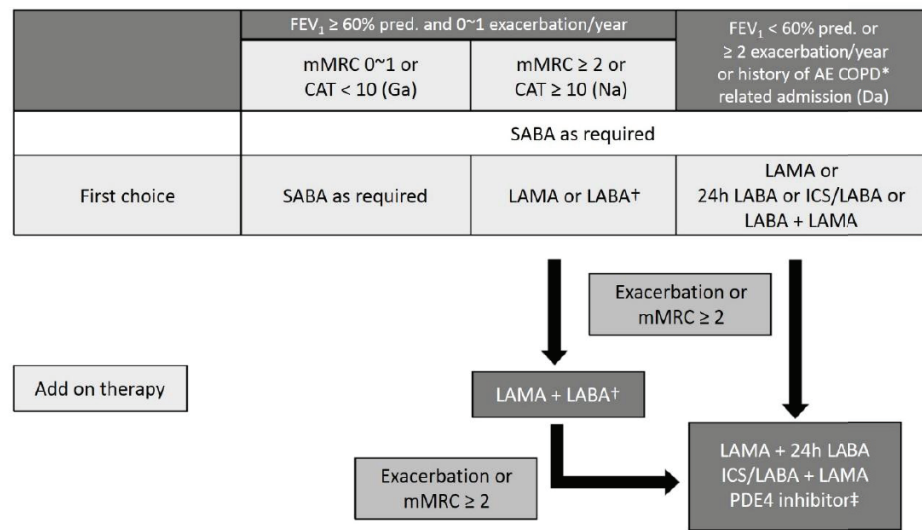 FEV₁ ≥ 60% pred. and 0~1 exacerbation/year
FEV₁ < 60% pred. or
≥ 2 exacerbation/year
or history of AE COPD*
related admission (Da)
mMRC 0~1 or
CAT < 10 (Ga)
mMRC ≥ 2 or
CAT ≥ 10 (Na)
SABA as required
First choice
SABA as required
LAMA or LABA†
LAMA or
24h LABA or ICS/LABA or
LABA + LAMA
Exacerbation or
mMRC ≥ 2
Add on therapy
LAMA + LABA†
Exacerbation or
mMRC ≥ 2
LAMA + 24h LABA
ICS/LABA + LAMA
PDE4 inhibitor‡